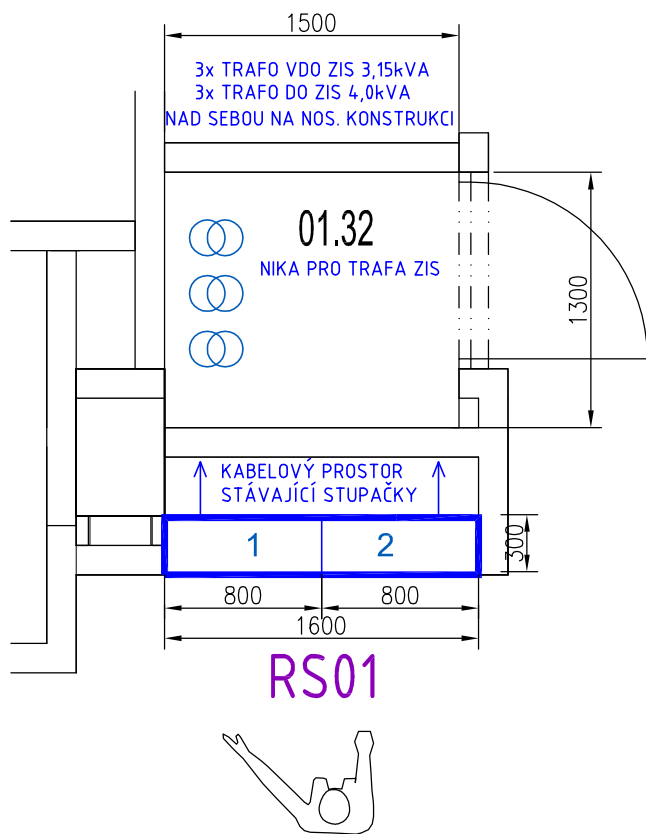 1500
3x TRAFO VDO ZIS 3,15kVA
3x TRAFO DO ZIS 4,0kVA
NAD SEBOU NA NOS. KONSTRUKCI
01.32
NIKA PRO TRAFA ZIS
1300
KABELOVÝ PROSTOR
STÁVAJÍCÍ STUPAČKY
1
2
300
800
800
1600
RS01